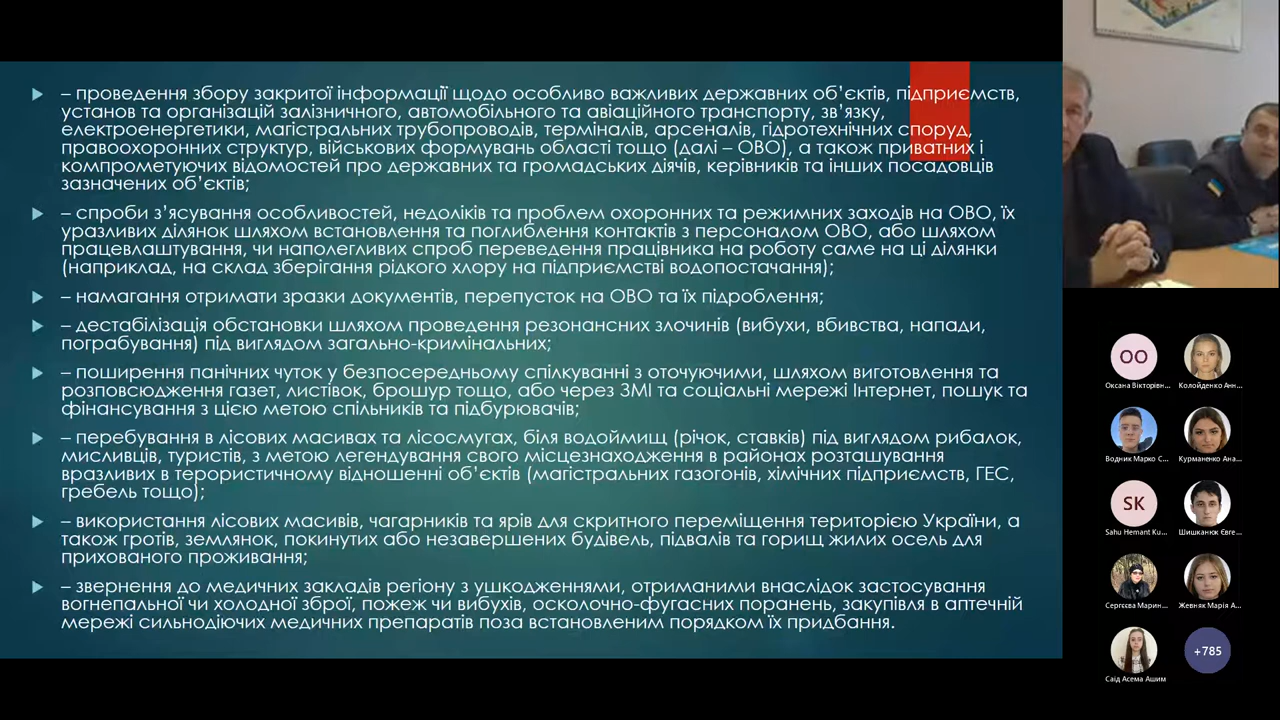 – проведення збору закритої інформації щодо особливо важливих державних об’єктів, підприємств,
установ та організацій залізничного, автомобільного та авіаційного транспорту, зв’язку,
електроенергетики, магістральних трубопроводів, терміналів, арсеналів, гідротехнічних споруд,
правоохоронних структур, військових формувань області тощо (далі – ОВО), а також приватних і
компрометуючих відомостей про державних та громадських діячів, керівників та інших посадовців
зазначених об’єктів;
– спроби з’ясування особливостей, недоліків та проблем охоронних та режимних заходів на ОВО, їх
уразливих ділянок шляхом встановлення та поглиблення контактів з персоналом ОВО, або шляхом
працевлаштування, чи наполегливих спроб переведення працівника на роботу саме на ці ділянки
(наприклад, на склад зберігання рідкого хлору на підприємстві водопостачання);
– намагання отримати зразки документів, перепусток на ОВО та їх підроблення;
– дестабілізація обстановки шляхом проведення резонансних злочинів (вибухи, вбивства, напади,
пограбування) під виглядом загально-кримінальних;
– поширення панічних чуток у безпосередньому спілкуванні з оточуючими, шляхом виготовлення та
розповсюдження газет, листівок, брошур тощо, або через ЗМІ та соціальні мережі Інтернет, пошук та
фінансування з цією метою спільників та підбурювачів;
– перебування в лісових масивах та лісосмугах, біля водоймищ (річок, ставків) під виглядом рибалок,
мисливців, туристів, з метою легендування свого місцезнаходження в районах розташування
вразливих в терористичному відношенні об’єктів (магістральних газогонів, хімічних підприємств, ГЕС,
гребель тощо);
– використання лісових масивів, чагарників та ярів для скритного переміщення територією України, а
також гротів, землянок, покинутих або незавершених будівель, підвалів та горищ жилих осель для
прихованого проживання;
– звернення до медичних закладів регіону з ушкодженнями, отриманими внаслідок застосування
вогнепальної чи холодної зброї, пожеж чи вибухів, осколочно-фугасних поранень, закупівля в аптечній
мережі сильнодіючих медичних препаратів поза встановленим порядком їх придбання.
ОО
Оксана Вікторівн...
Колойденко Анн...
Водник Марко С...
Курманенко Ана...
SK
Sahu Hemant Ku...
Шишканюк Євге...
Сергєєва Марин...
Жевняк Марія А...
Саід Асема Ашим
+785